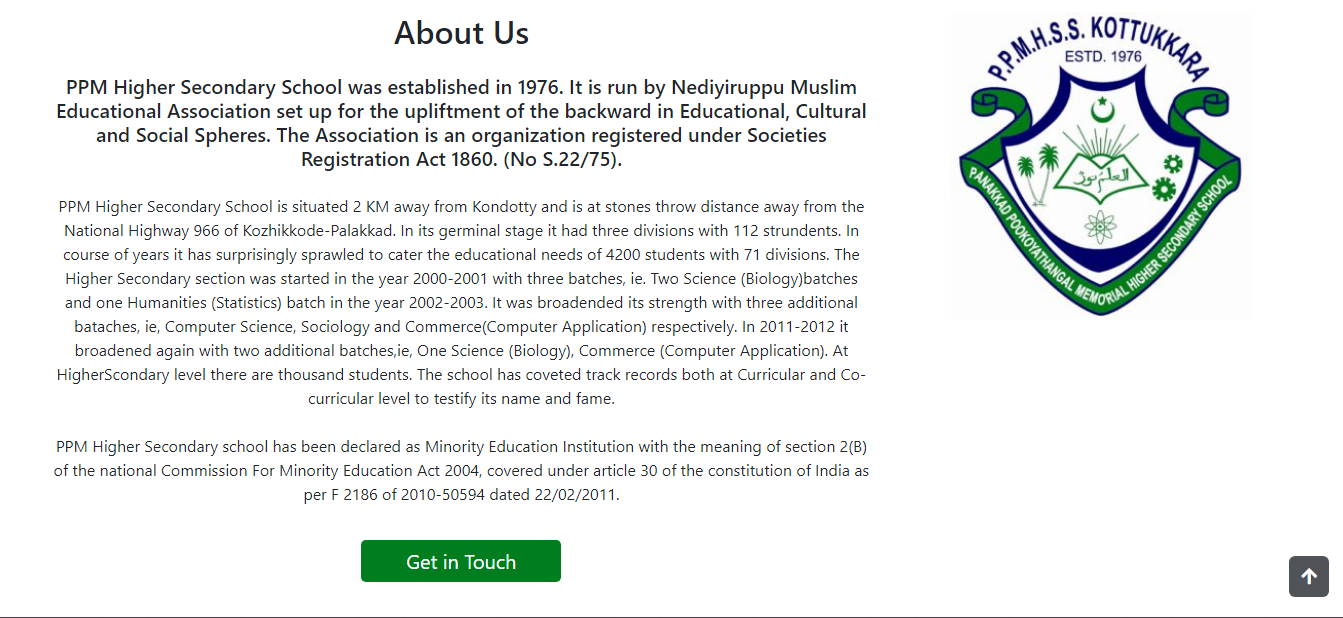 About Us
PPM Higher Secondary School was established in 1976. It is run by Nediyiruppu Muslim
Educational Association set up for the upliftment of the backward in Educational, Cultural
and Social Spheres. The Association is an organization registered under Societies
Registration Act 1860. (No S.22/75).
PPM Higher Secondary School is situated 2 KM away from Kondotty and is at stones throw distance away from the
National Highway 966 of Kozhikkode-Palakkad. In its germinal stage it had three divisions with 112 strundents. In
course of years it has surprisingly sprawled to cater the educational needs of 4200 students with 71 divisions. The
Higher Secondary section was started in the year 2000-2001 with three batches, ie. Two Science (Biology)batches
and one Humanities (Statistics) batch in the year 2002-2003. It was broadended its strength with three additional
bataches, ie, Computer Science, Sociology and Commerce(Computer Application) respectively. In 2011-2012 it
broadened again with two additional batches,ie, One Science (Biology), Commerce (Computer Application). At
HigherScondary level there are thousand students. The school has coveted track records both at Curricular and Co-
curricular level to testify its name and fame.
PPM Higher Secondary school has been declared as Minority Education Institution with the meaning of section 2(B)
of the national Commission For Minority Education Act 2004, covered under article 30 of the constitution of India as
per F 2186 of 2010-50594 dated 22/02/2011.
Get in Touch
P.P.M.H.S.S. KOTTUKKARA
ESTD. 1976
العلم نور
PANAKKAD POOKOYATHANGAL MEMORIAL HIGHER SECONDARY SCHOOL